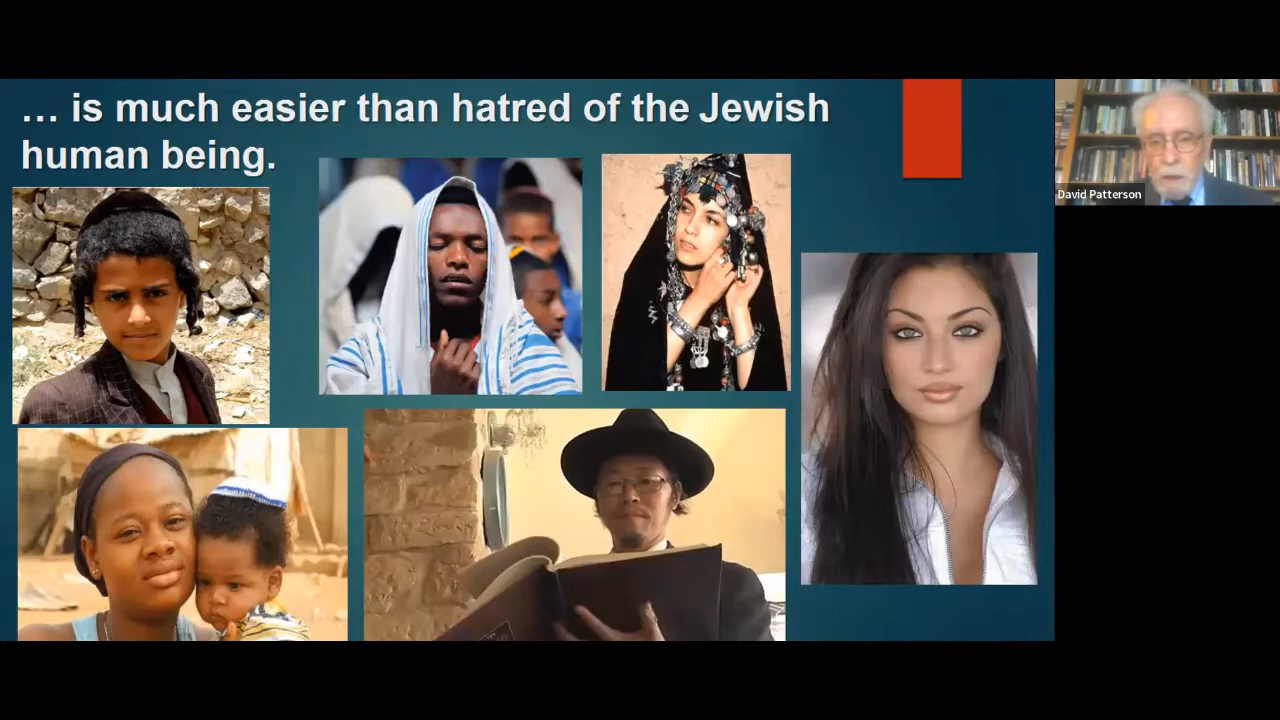 … is much easier than hatred of the Jewish
human being.
David Patterson